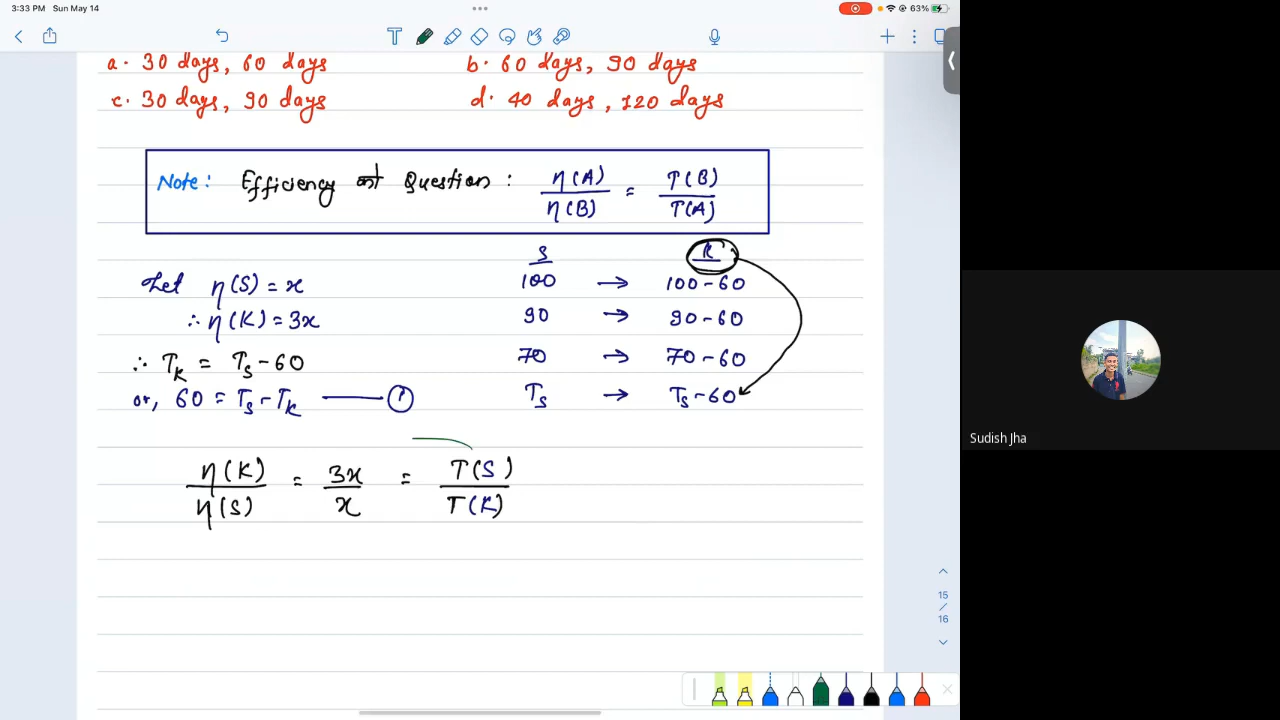 3:33 PM Sun May 14
63%
a. 30 days, 60 days b. 60 days, 90 days
c. 30 days, 90 days d. 40 days, 120 days
Note: Efficiency Question: η(A)/η(B) = T(B)/T(A)
S K
Let η(S) = x 100 → 100-60
∴ η(K) = 3x 90 → 90-60
∴ T_K = T_S - 60 70 → 70-60
or, 60 = T_S - T_K —— ① T_S → T_S - 60
η(K)/η(S) = 3x/x = T(S)/T(K)
Sudish Jha
15
/
16